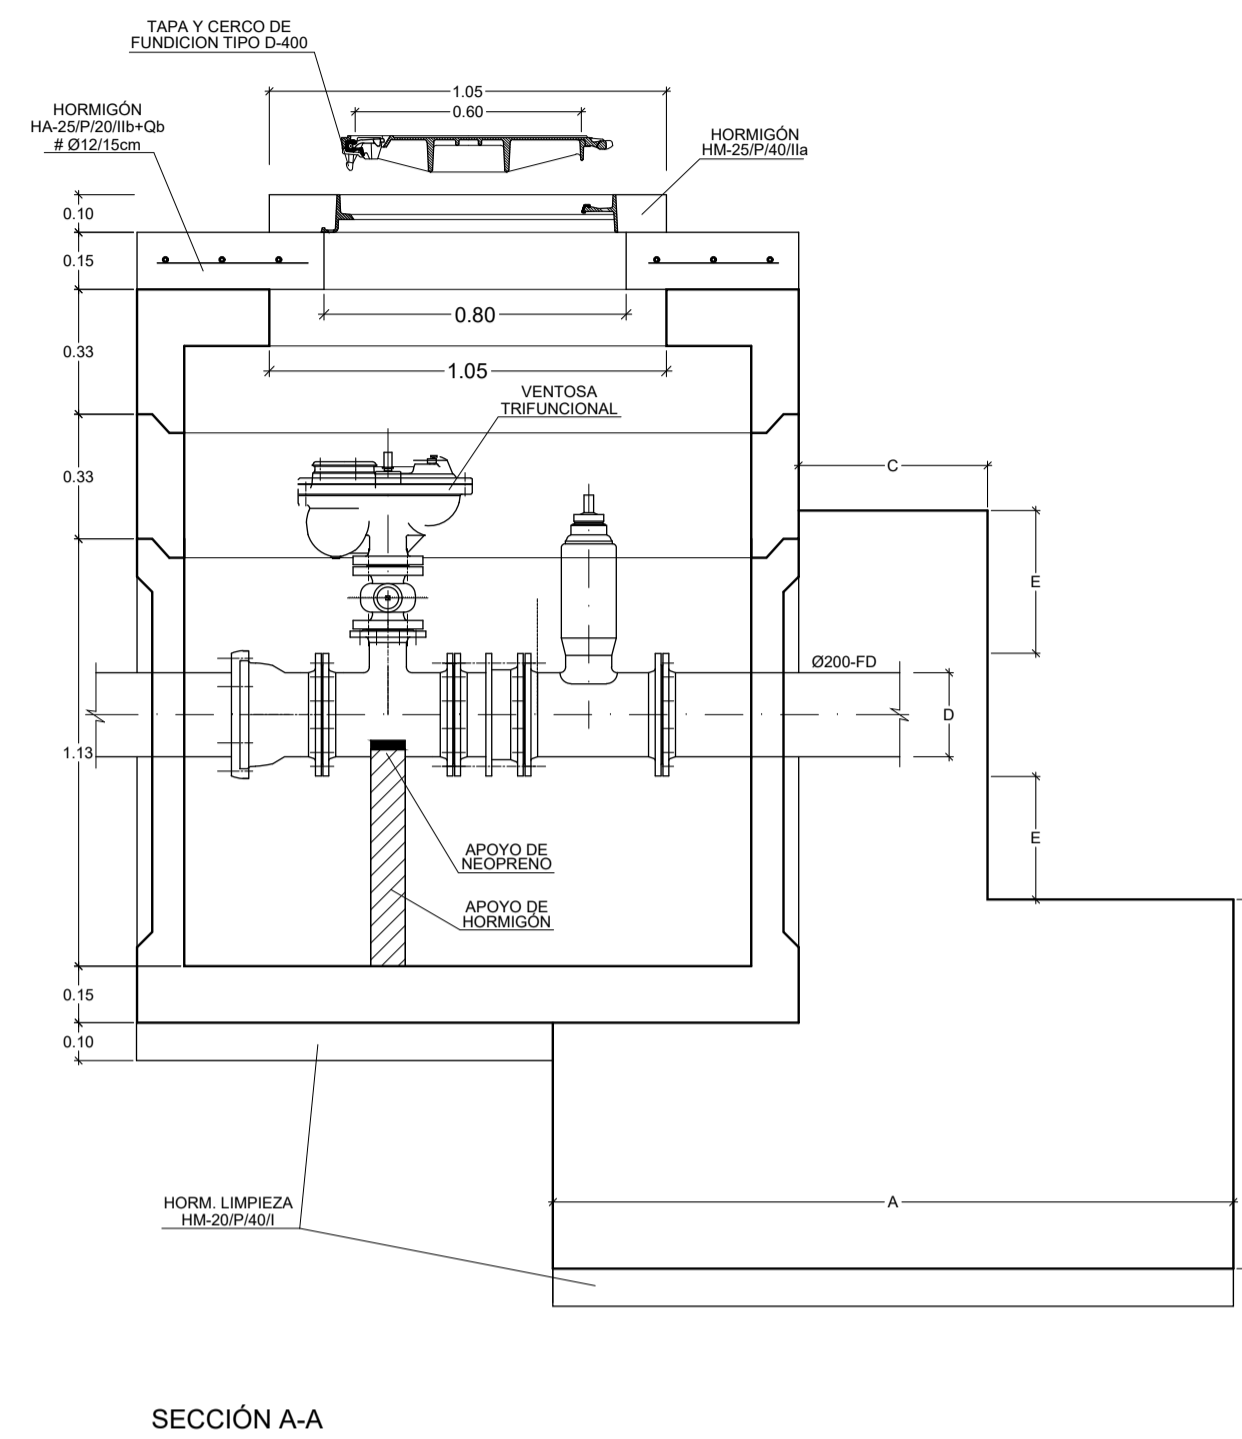 TAPA Y CERCO DE
FUNDICION TIPO D-400
1.05
0.60
HORMIGÓN
HA-25/P/20/IIb+Qb
# Ø12/15cm
HORMIGÓN
HM-25/P/40/IIa
0.10
0.15
0.80
0.33
1.05
VENTOSA
TRIFUNCIONAL
0.33
C
E
Ø200-FD
D
1.13
E
APOYO DE
NEOPRENO
APOYO DE
HORMIGÓN
0.15
0.10
A
HORM. LIMPIEZA
HM-20/P/40/I
SECCIÓN A-A